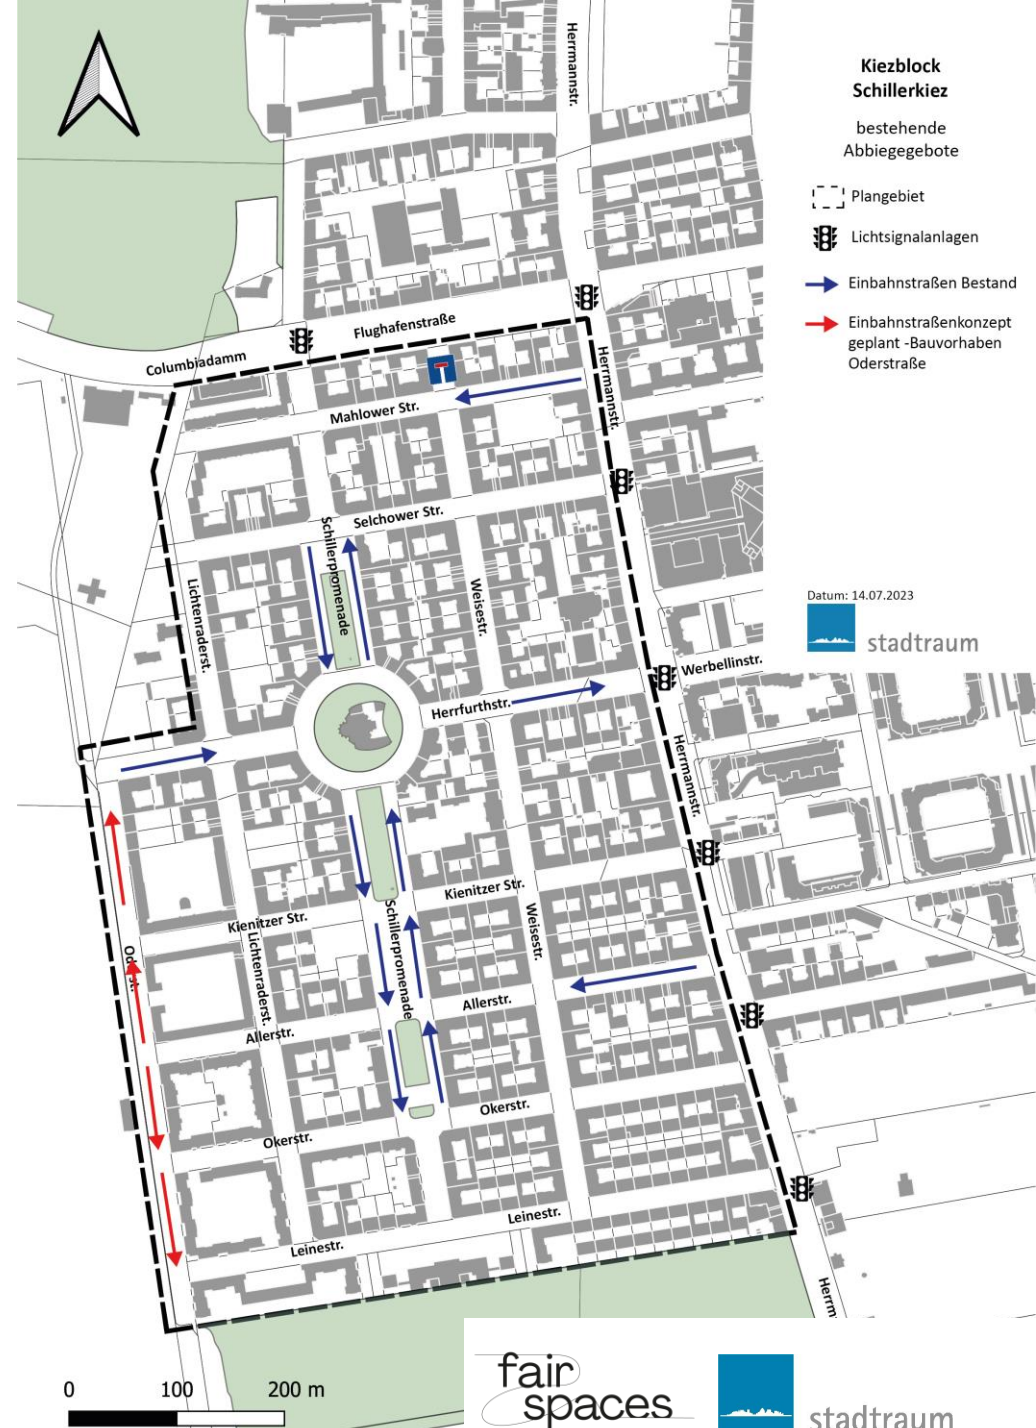 Herrmannstr.
Kiezblock
Schillerkiez
bestehende
Abbiegegebote
Plangebiet
Lichtsignalanlagen
Einbahnstraßen Bestand
Einbahnstraßenkonzept
geplant -Bauvorhaben
Oderstraße
Flughafenstraße
Columbiadamm
Herrmannstr.
Mahlower Str.
Selchower Str.
Schillerpromenade
Lichtenraderst.
Weisestr.
Datum: 14.07.2023
stadtraum
Werbellinstr.
Herrfurthstr.
Herrmannstr.
Kienitzer Str.
Kienitzer Str.
Schillerpromenade
Weisestr.
Lichtenraderst.
Allerstr.
Allerstr.
Okerstr.
Okerstr.
Leinestr.
Leinestr.
Herrm
0 100 200 m
fair
spaces
stadtraum